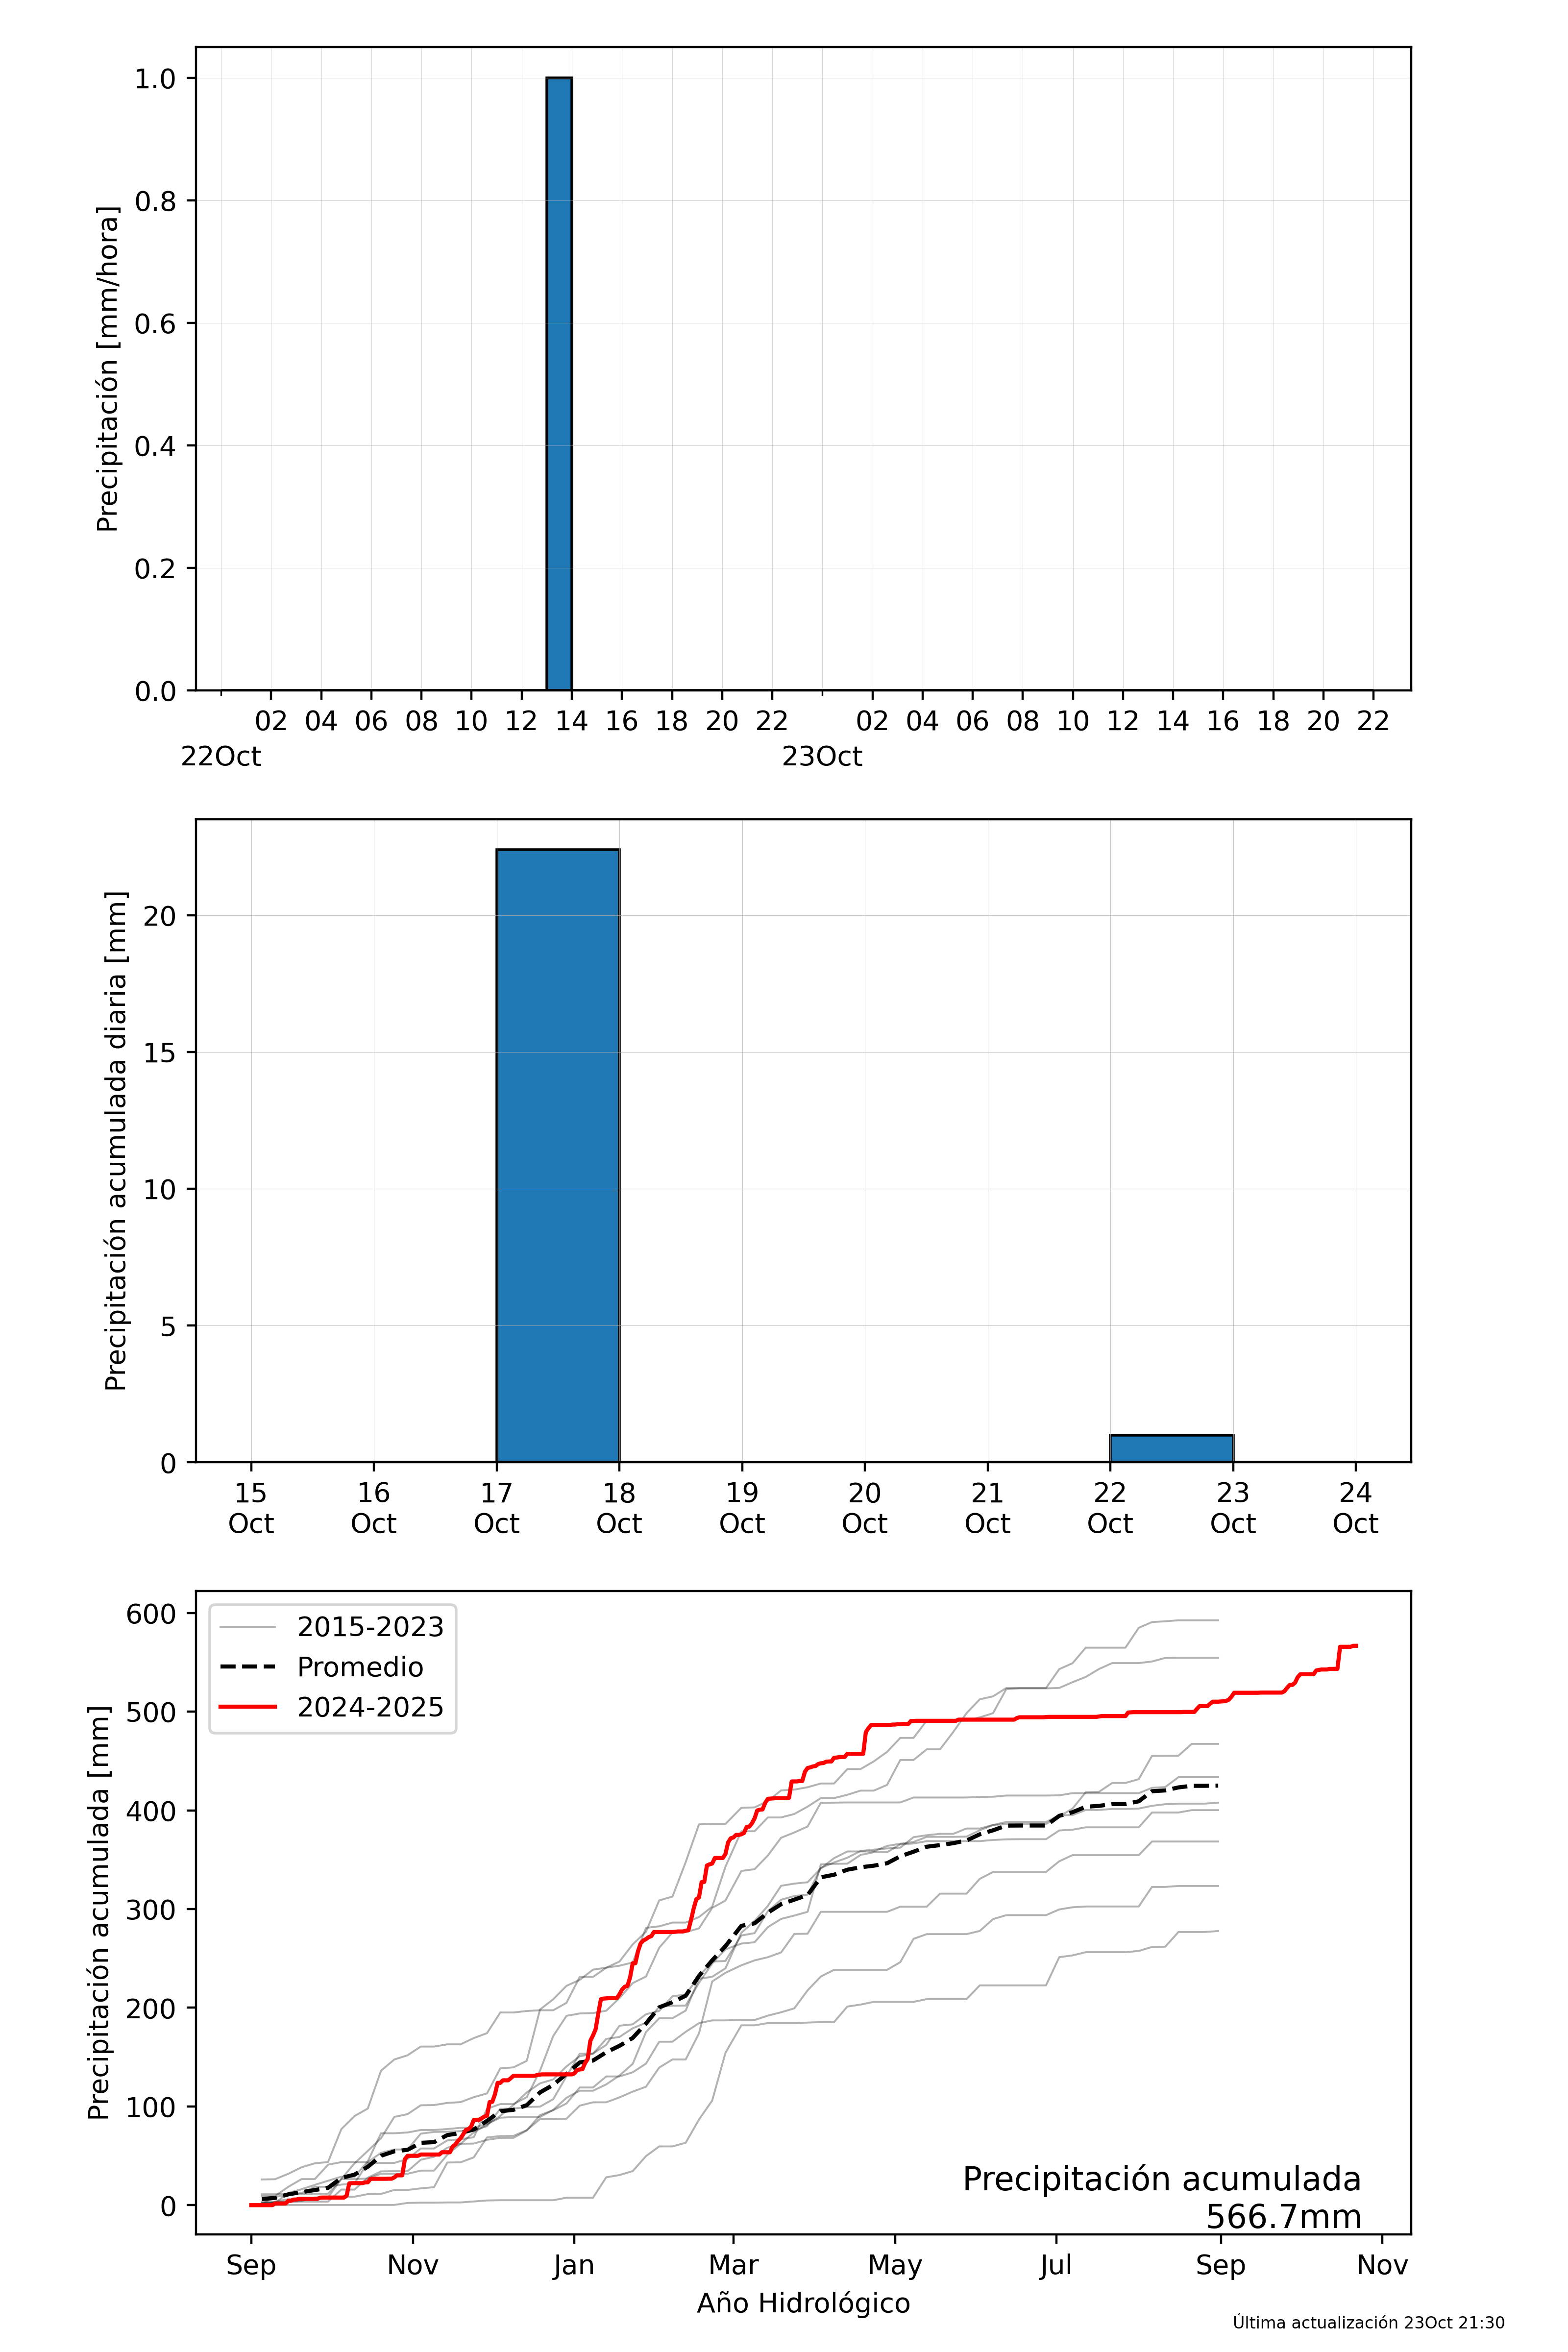 Precipitación [mm/hora]
1.0
0.8
0.6
0.4
0.2
0.0
02 04 06 08 10 12 14 16 18 20 22 02 04 06 08 10 12 14 16 18 20 22
22Oct 23Oct
Precipitación acumulada diaria [mm]
20
15
10
5
0
15 16 17 18 19 20 21 22 23 24
Oct Oct Oct Oct Oct Oct Oct Oct Oct Oct
Precipitación acumulada [mm]
600
500
400
300
200
100
0
2015-2023
Promedio
2024-2025
Precipitación acumulada
566.7mm
Sep Nov Jan Mar May Jul Sep Nov
Año Hidrológico
Última actualización 23Oct 21:30